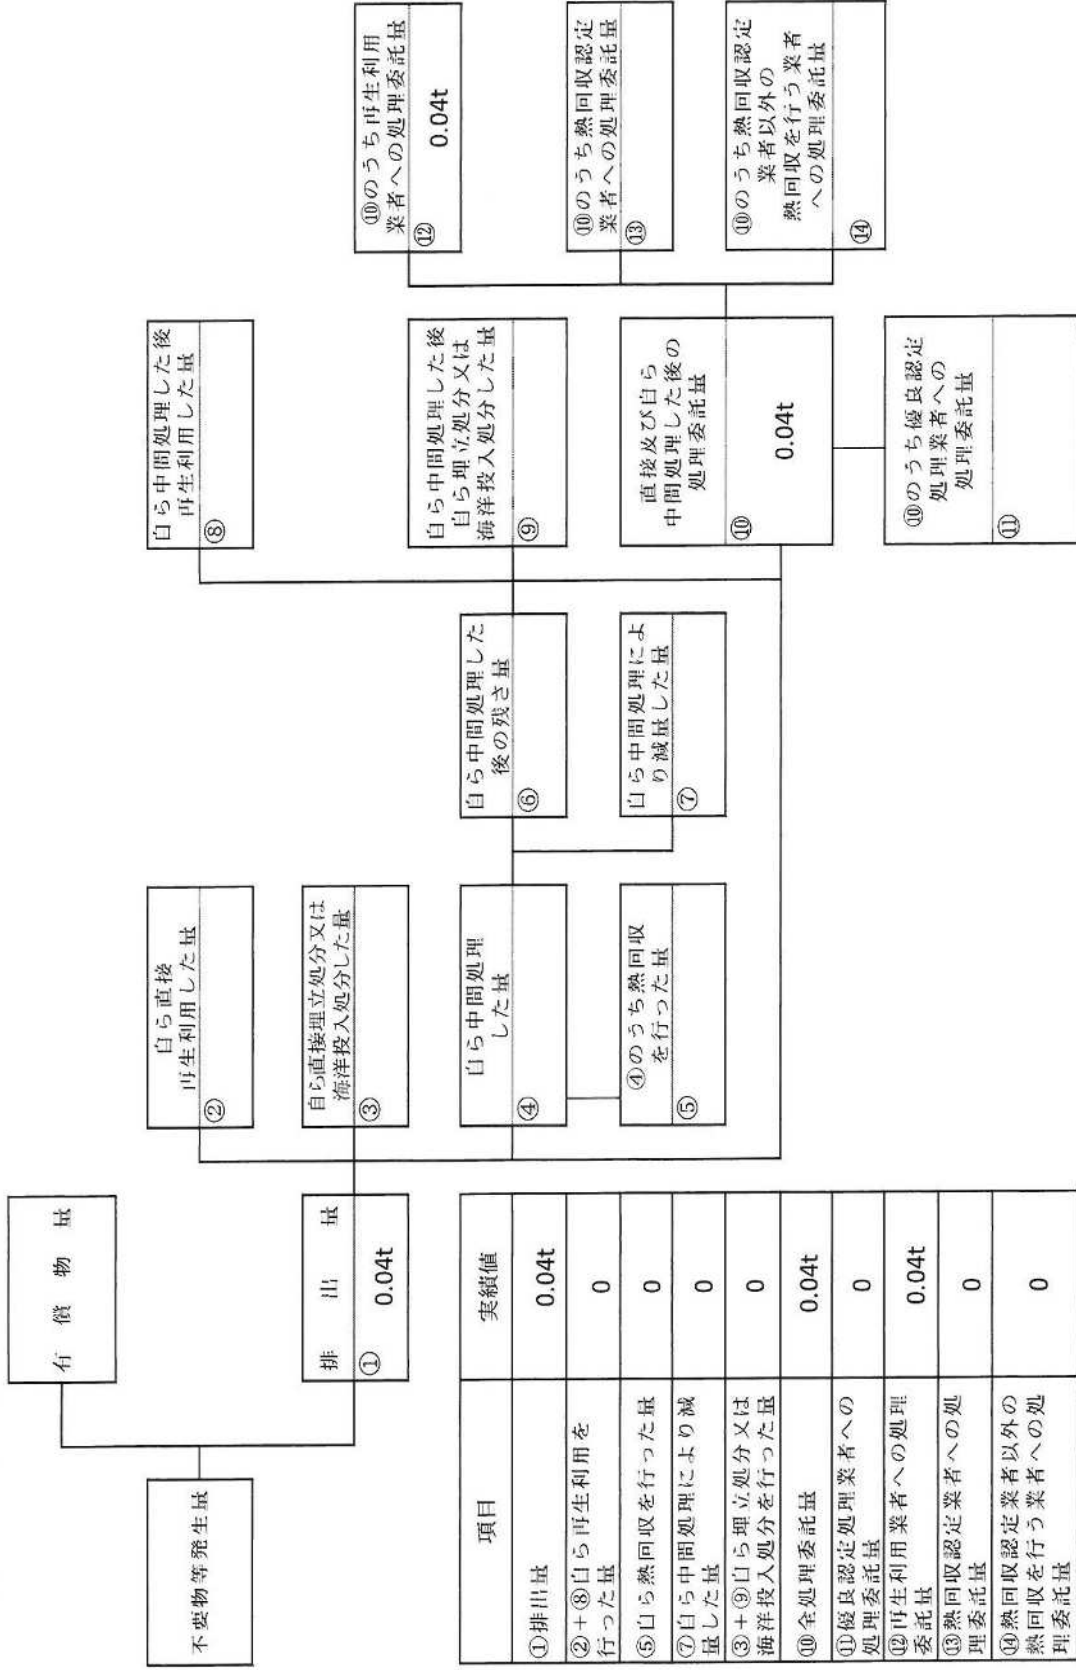 有償物量
不要物等発生量
排出量
①
0.04t
自ら直接
再生利用した量
②
自ら直接埋立処分又は
海洋投入処分した量
③
自ら中間処理
した量
④
④のうち熱回収
を行った量
⑤
自ら中間処理した
後の残さ量
⑥
自ら中間処理によ
り減量した量
⑦
自ら中間処理した後
再生利用した量
⑧
自ら中間処理した後
自ら埋立処分又は
海洋投入処分した量
⑨
直接及び自ら
中間処理した後の
処理委託量
⑩
0.04t
⑩のうち優良認定
処理業者への
処理委託量
⑪
⑩のうち再生利用
業者への処理委託量
⑫
0.04t
⑩のうち熱回収認定
業者への処理委託量
⑬
⑩のうち熱回収認定
業者以外の
熱回収を行う業者
への処理委託量
⑭
項目 実績値
①排出量 0.04t
②+⑧自ら再生利用を
行った量 0
⑤自ら熱回収を行った量 0
⑦自ら中間処理により減
量した量 0
③+⑨自ら埋立処分又は
海洋投入処分を行った量 0
⑩全処理委託量 0.04t
⑪優良認定処理業者への
処理委託量 0
⑫再生利用業者への処理
委託量 0.04t
⑬熱回収認定業者への処
理委託量 0
⑭熱回収認定業者以外の
熱回収を行う業者への処
理委託量 0